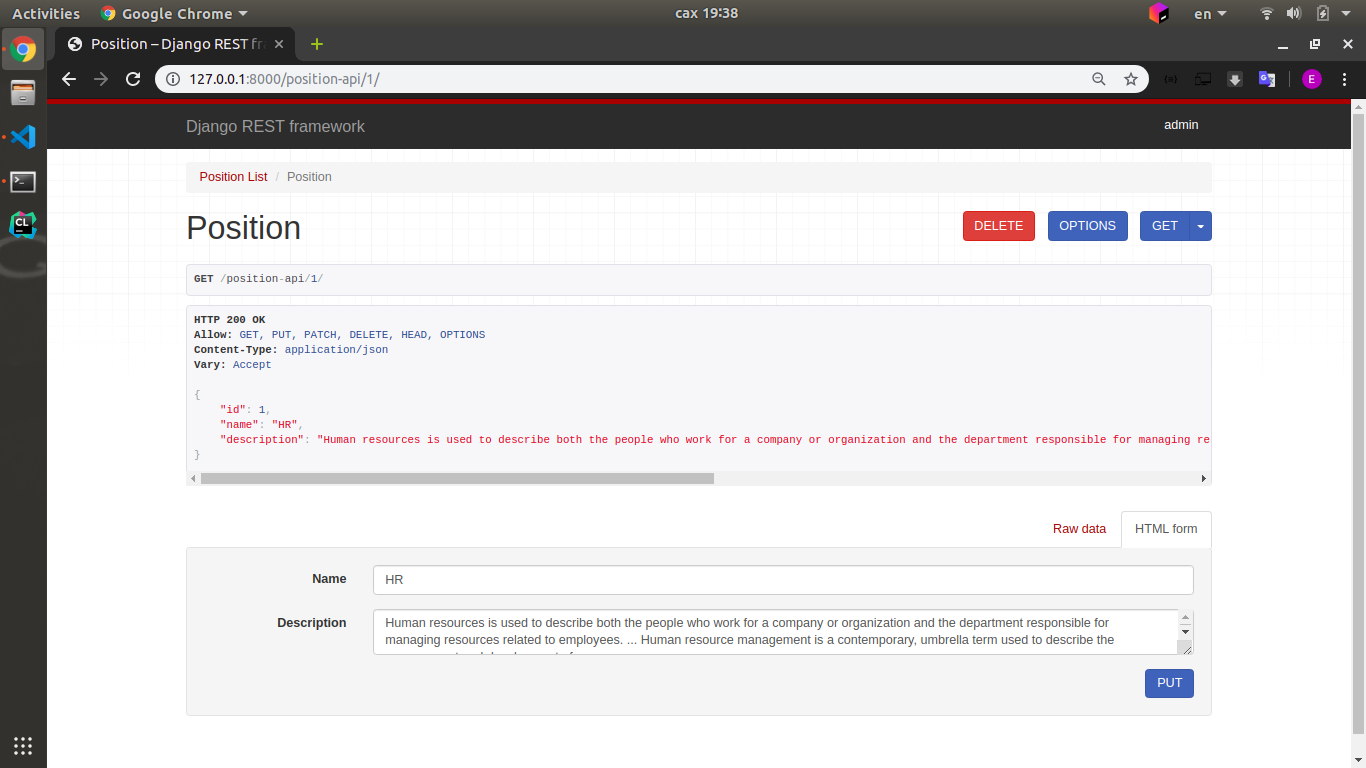 Activities Google Chrome cax 19:38 en
Position – Django REST fr
127.0.0.1:8000/position-api/1/ E
Django REST framework admin
Position List / Position
Position DELETE OPTIONS GET
GET /position-api/1/
HTTP 200 OK
Allow: GET, PUT, PATCH, DELETE, HEAD, OPTIONS
Content-Type: application/json
Vary: Accept
{
"id": 1,
"name": "HR",
"description": "Human resources is used to describe both the people who work for a company or organization and the department responsible for managing re
}
Raw data HTML form
Name HR
Description Human resources is used to describe both the people who work for a company or organization and the department responsible for
managing resources related to employees. ... Human resource management is a contemporary, umbrella term used to describe the
PUT
CL